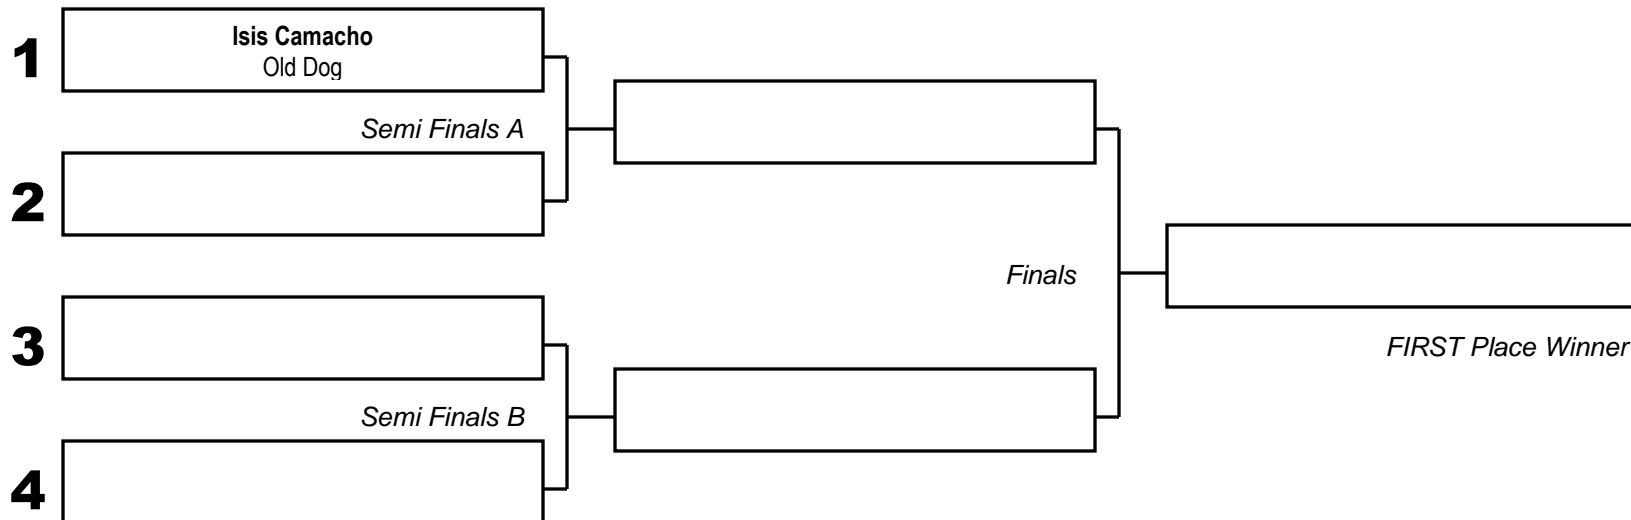 1
Isis Camacho
Old Dog
Semi Finals A
2
Finals
3
FIRST Place Winner
Semi Finals B
4